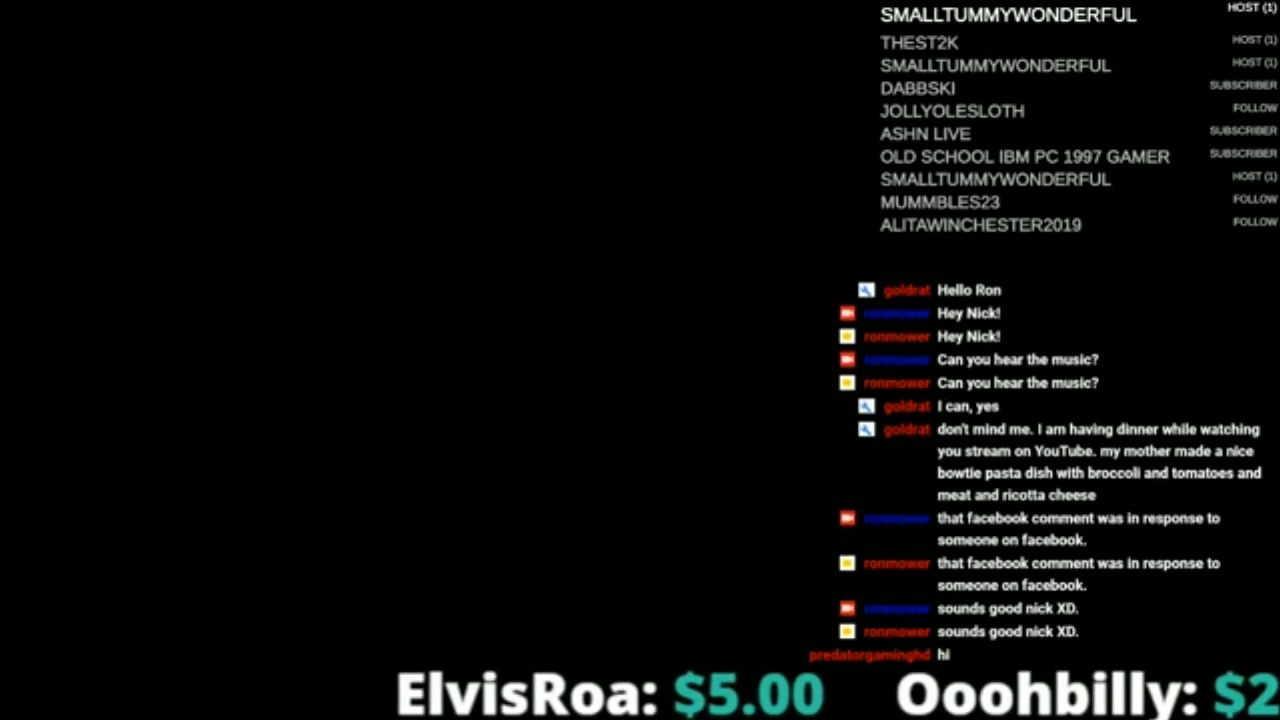 SMALLTUMMYWONDERFUL HOST (1)
THEST2K HOST (1)
SMALLTUMMYWONDERFUL HOST (1)
DABBSKI SUBSCRIBER
JOLLYOLESLOTH FOLLOW
ASHN LIVE SUBSCRIBER
OLD SCHOOL IBM PC 1997 GAMER SUBSCRIBER
SMALLTUMMYWONDERFUL HOST (1)
MUMMBLES23 FOLLOW
ALITAWINCHESTER2019 FOLLOW
goldrat Hello Ron
ronmower Hey Nick!
ronmower Hey Nick!
ronmower Can you hear the music?
ronmower Can you hear the music?
goldrat I can, yes
goldrat don't mind me. I am having dinner while watching
you stream on YouTube. my mother made a nice
bowtie pasta dish with broccoli and tomatoes and
meat and ricotta cheese
ronmower that facebook comment was in response to
someone on facebook.
ronmower that facebook comment was in response to
someone on facebook.
ronmower sounds good nick XD.
ronmower sounds good nick XD.
predatorgaminghd hi
ElvisRoa: $5.00 Ooohbilly: $2